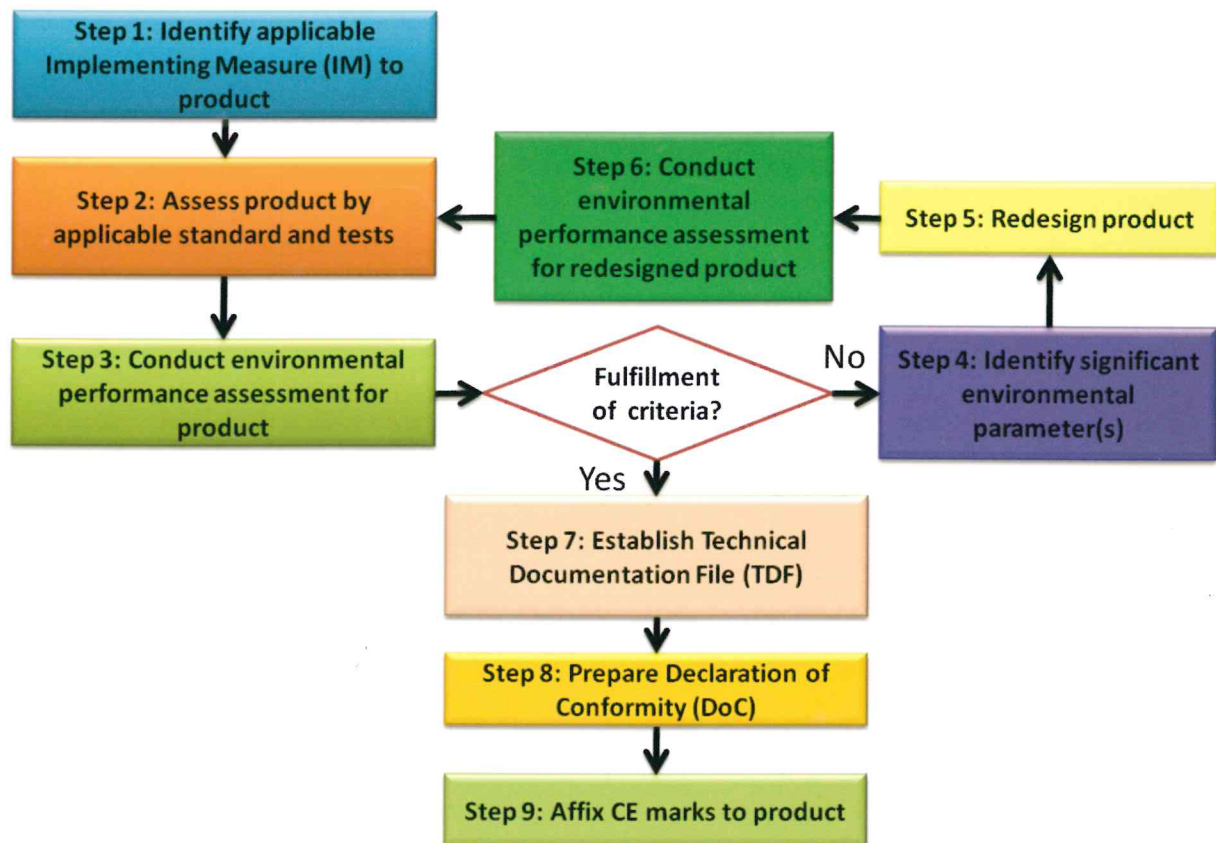 Step 1: Identify applicable
Implementing Measure (IM) to
product
Step 2: Assess product by
applicable standard and tests
Step 3: Conduct environmental
performance assessment for
product
Fulfillment
of criteria?
No
Yes
Step 4: Identify significant
environmental
parameter(s)
Step 5: Redesign product
Step 6: Conduct
environmental
performance assessment
for redesigned product
Step 7: Establish Technical
Documentation File (TDF)
Step 8: Prepare Declaration of
Conformity (DoC)
Step 9: Affix CE marks to product